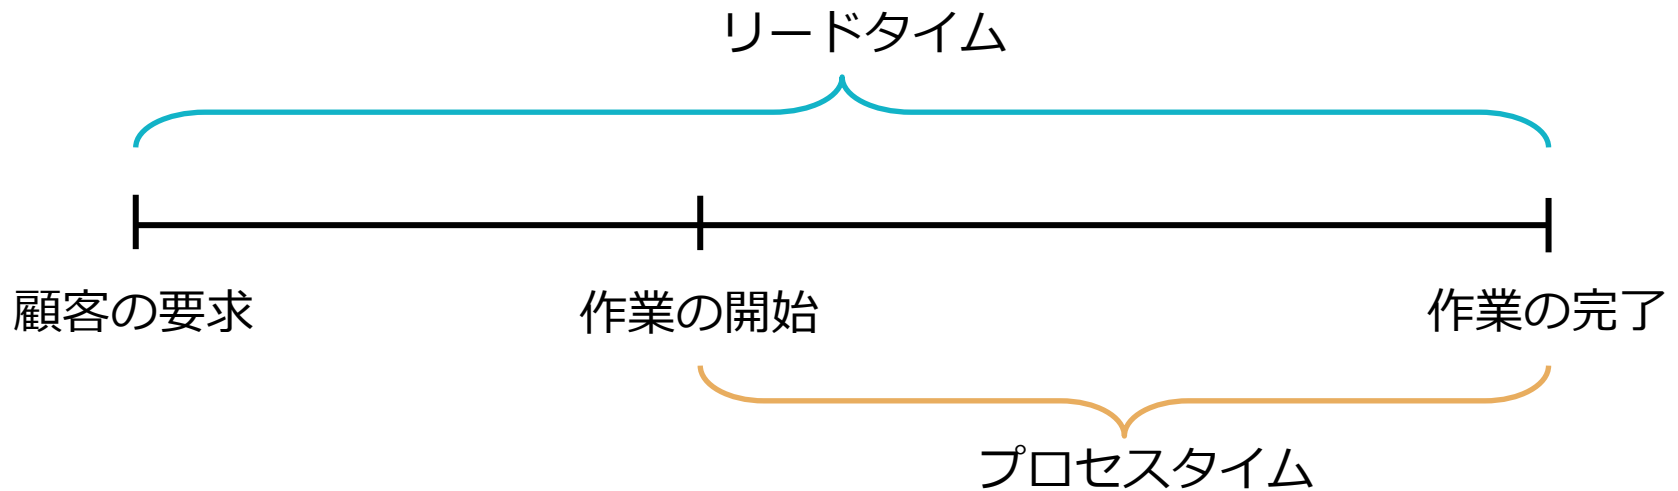 リードタイム
顧客の要求
作業の開始
作業の完了
プロセスタイム